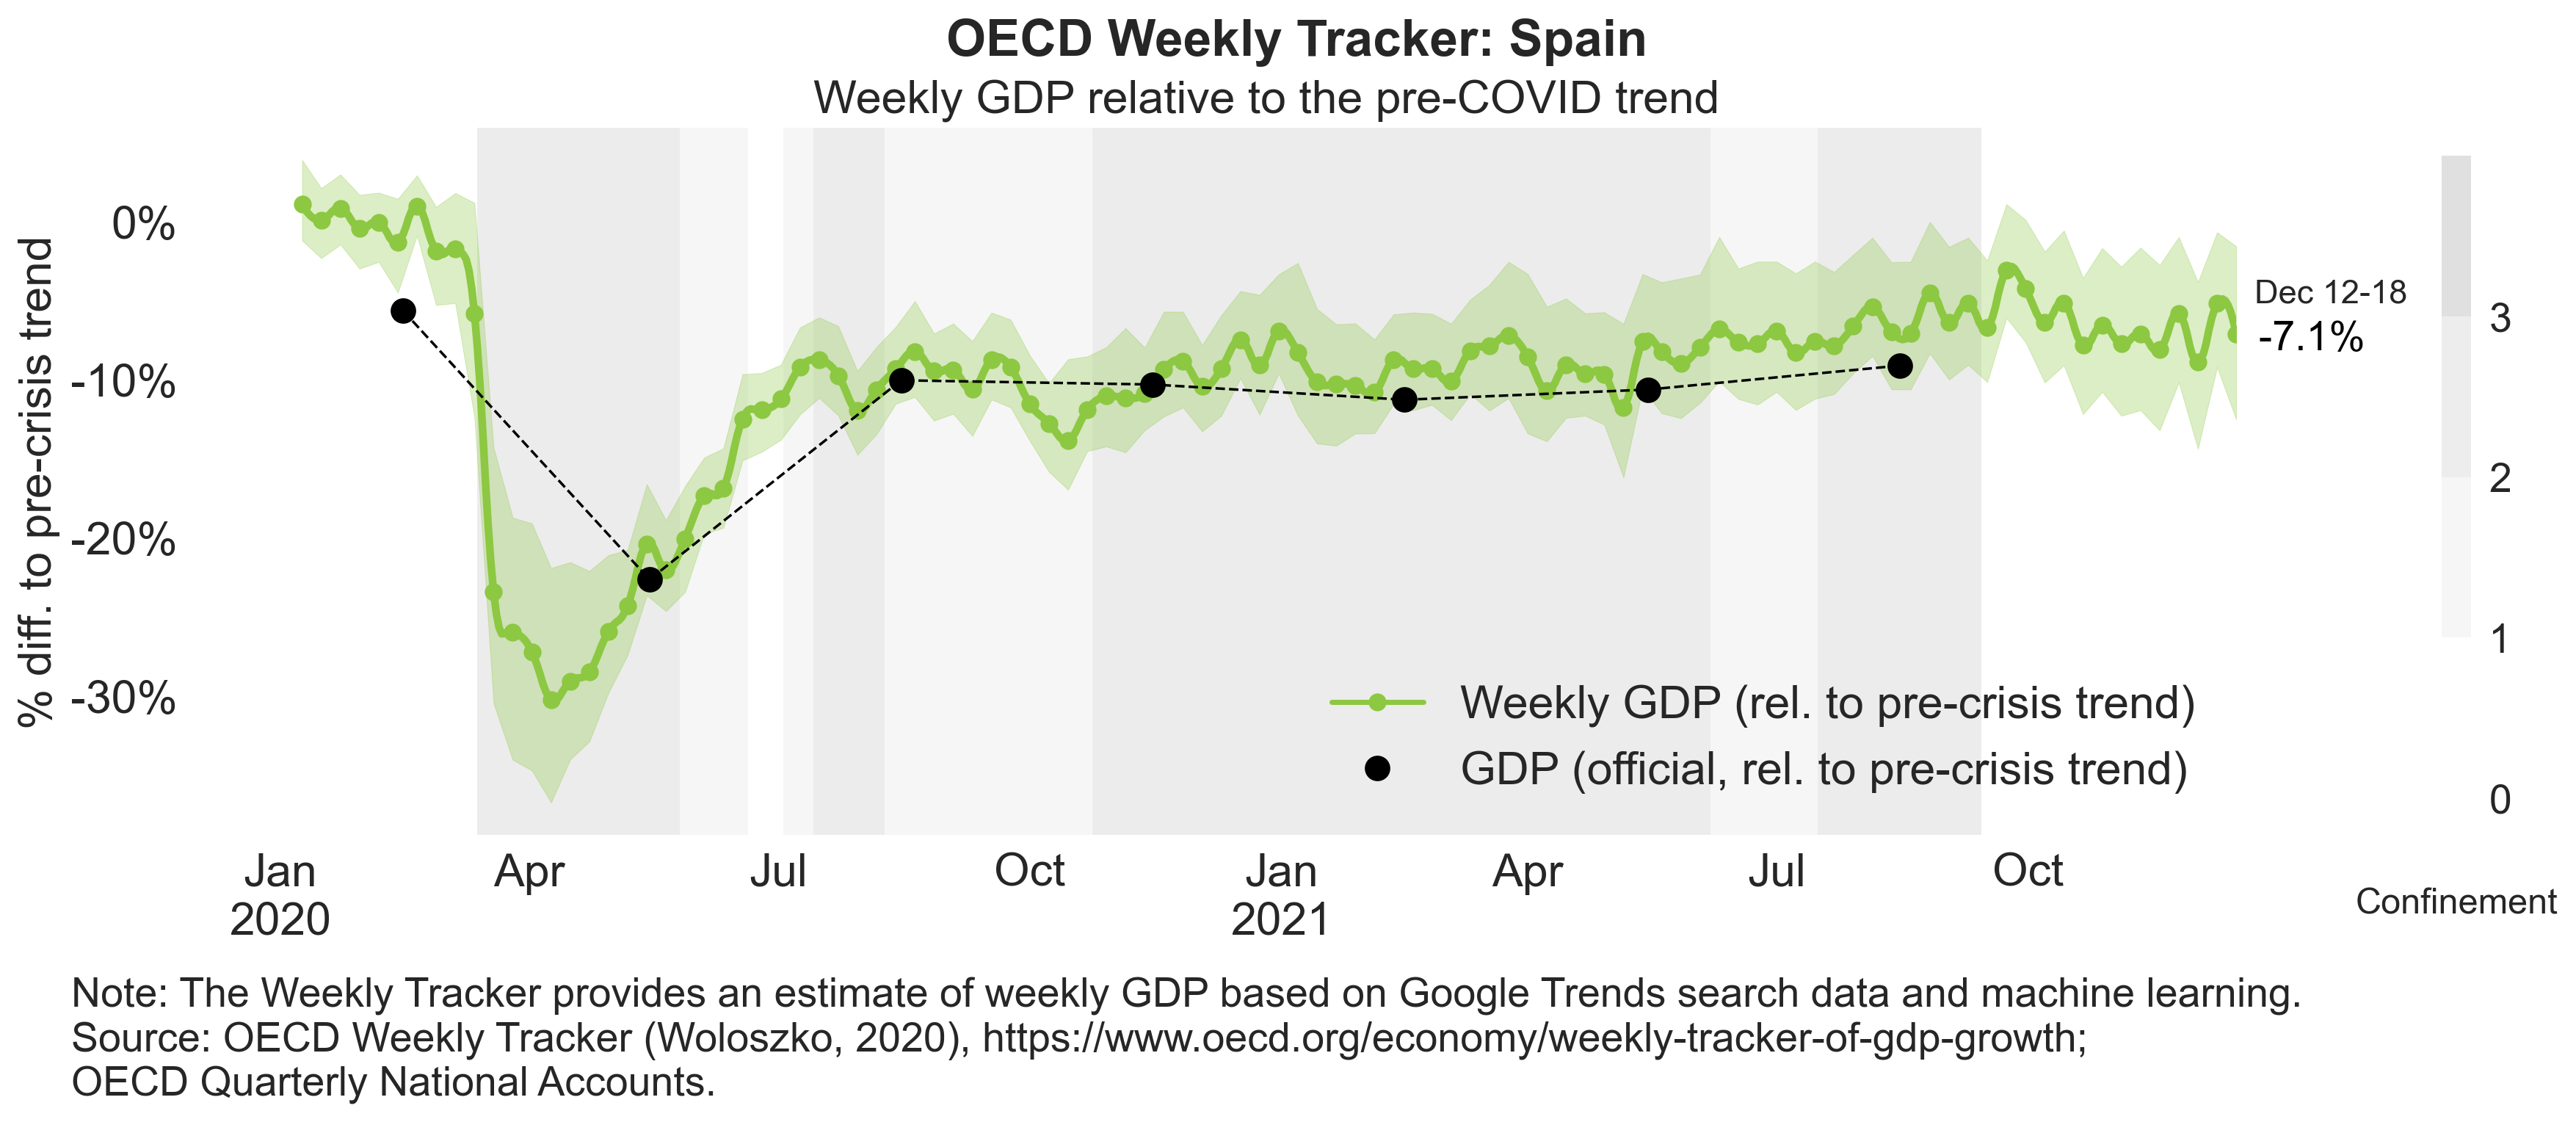 OECD Weekly Tracker: Spain
Weekly GDP relative to the pre-COVID trend
% diff. to pre-crisis trend
0%
-10%
-20%
-30%
Dec 12-18
-7.1%
3
2
1
0
Confinement
Weekly GDP (rel. to pre-crisis trend)
GDP (official, rel. to pre-crisis trend)
Jan Apr Jul Oct Jan Apr Jul Oct
2020 2021
Note: The Weekly Tracker provides an estimate of weekly GDP based on Google Trends search data and machine learning.
Source: OECD Weekly Tracker (Woloszko, 2020), https://www.oecd.org/economy/weekly-tracker-of-gdp-growth;
OECD Quarterly National Accounts.